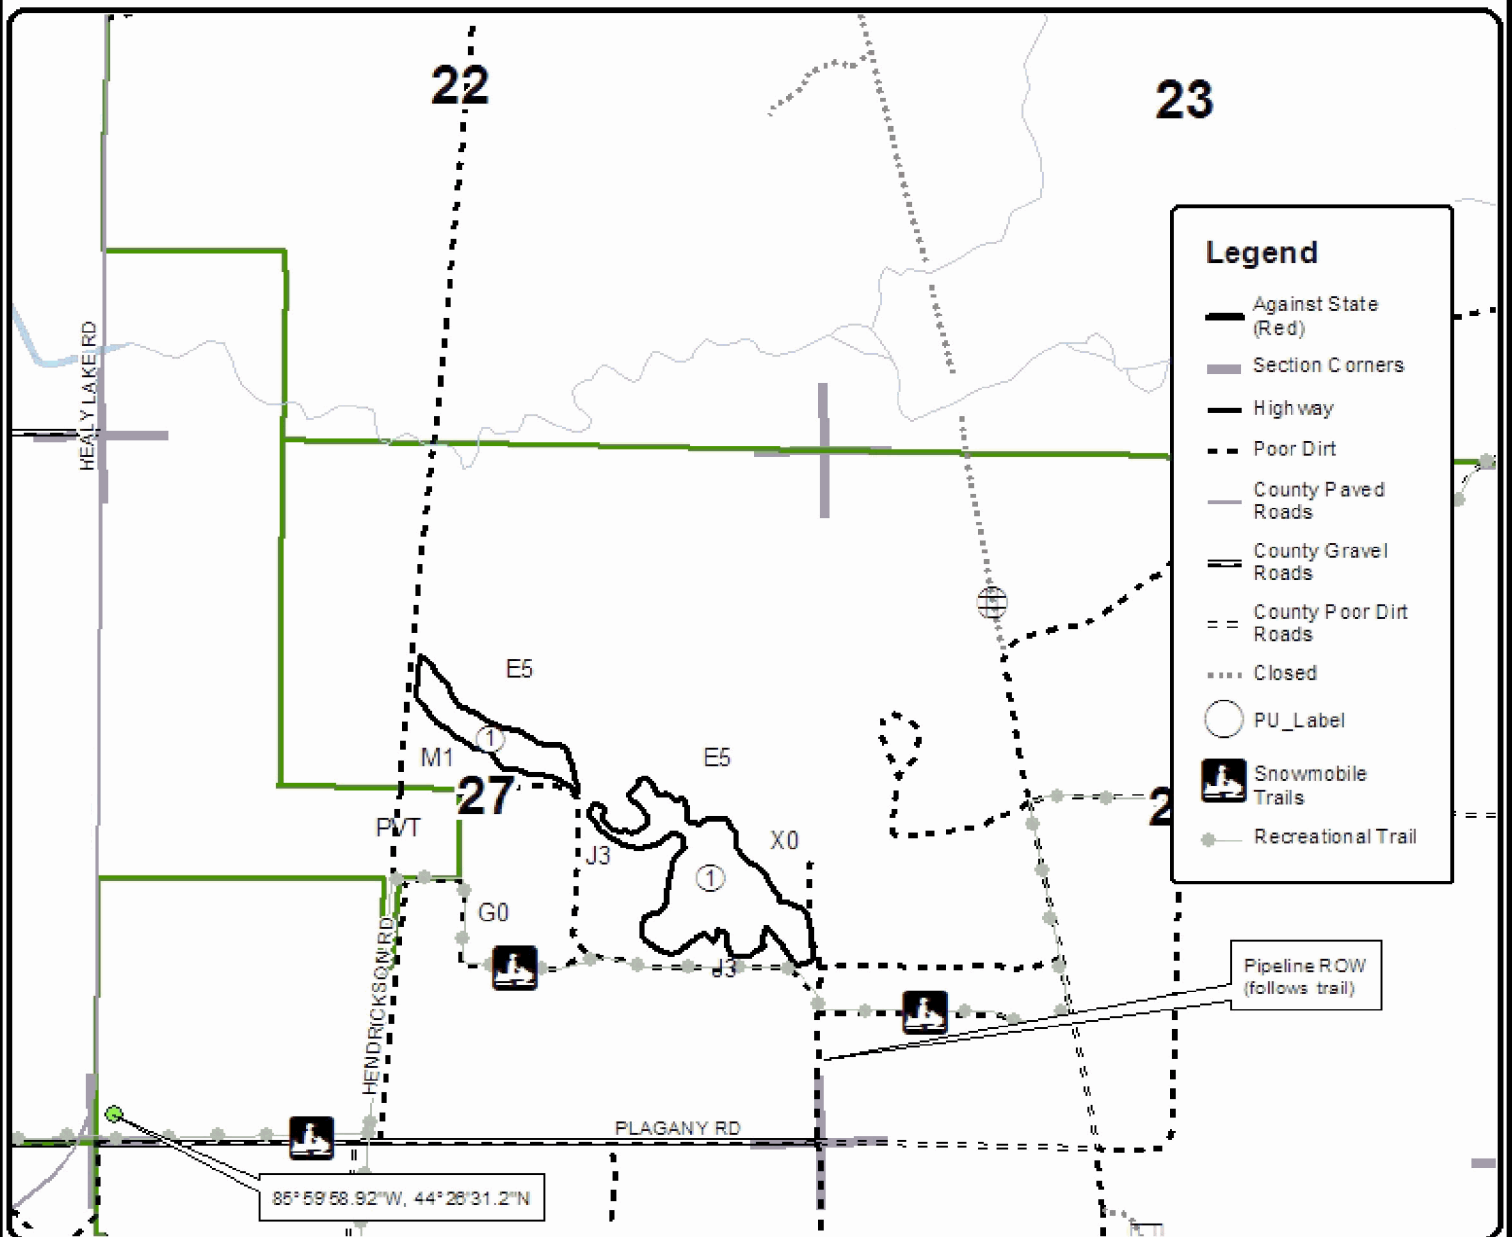 22
23
HEALY LAKE RD
Legend
Against State
(Red)
Section Corners
Highway
Poor Dirt
County Paved
Roads
County Gravel
Roads
County Poor Dirt
Roads
Closed
PU_Label
Snowmobile
Trails
Recreational Trail
E5
1
M1
E5
27
2
PVT
X0
J3
1
G0
J3
HENDRICKSON RD
Pipeline ROW
(follows trail)
PLAGANY RD
85°59'58.92"W, 44°26'31.2"N